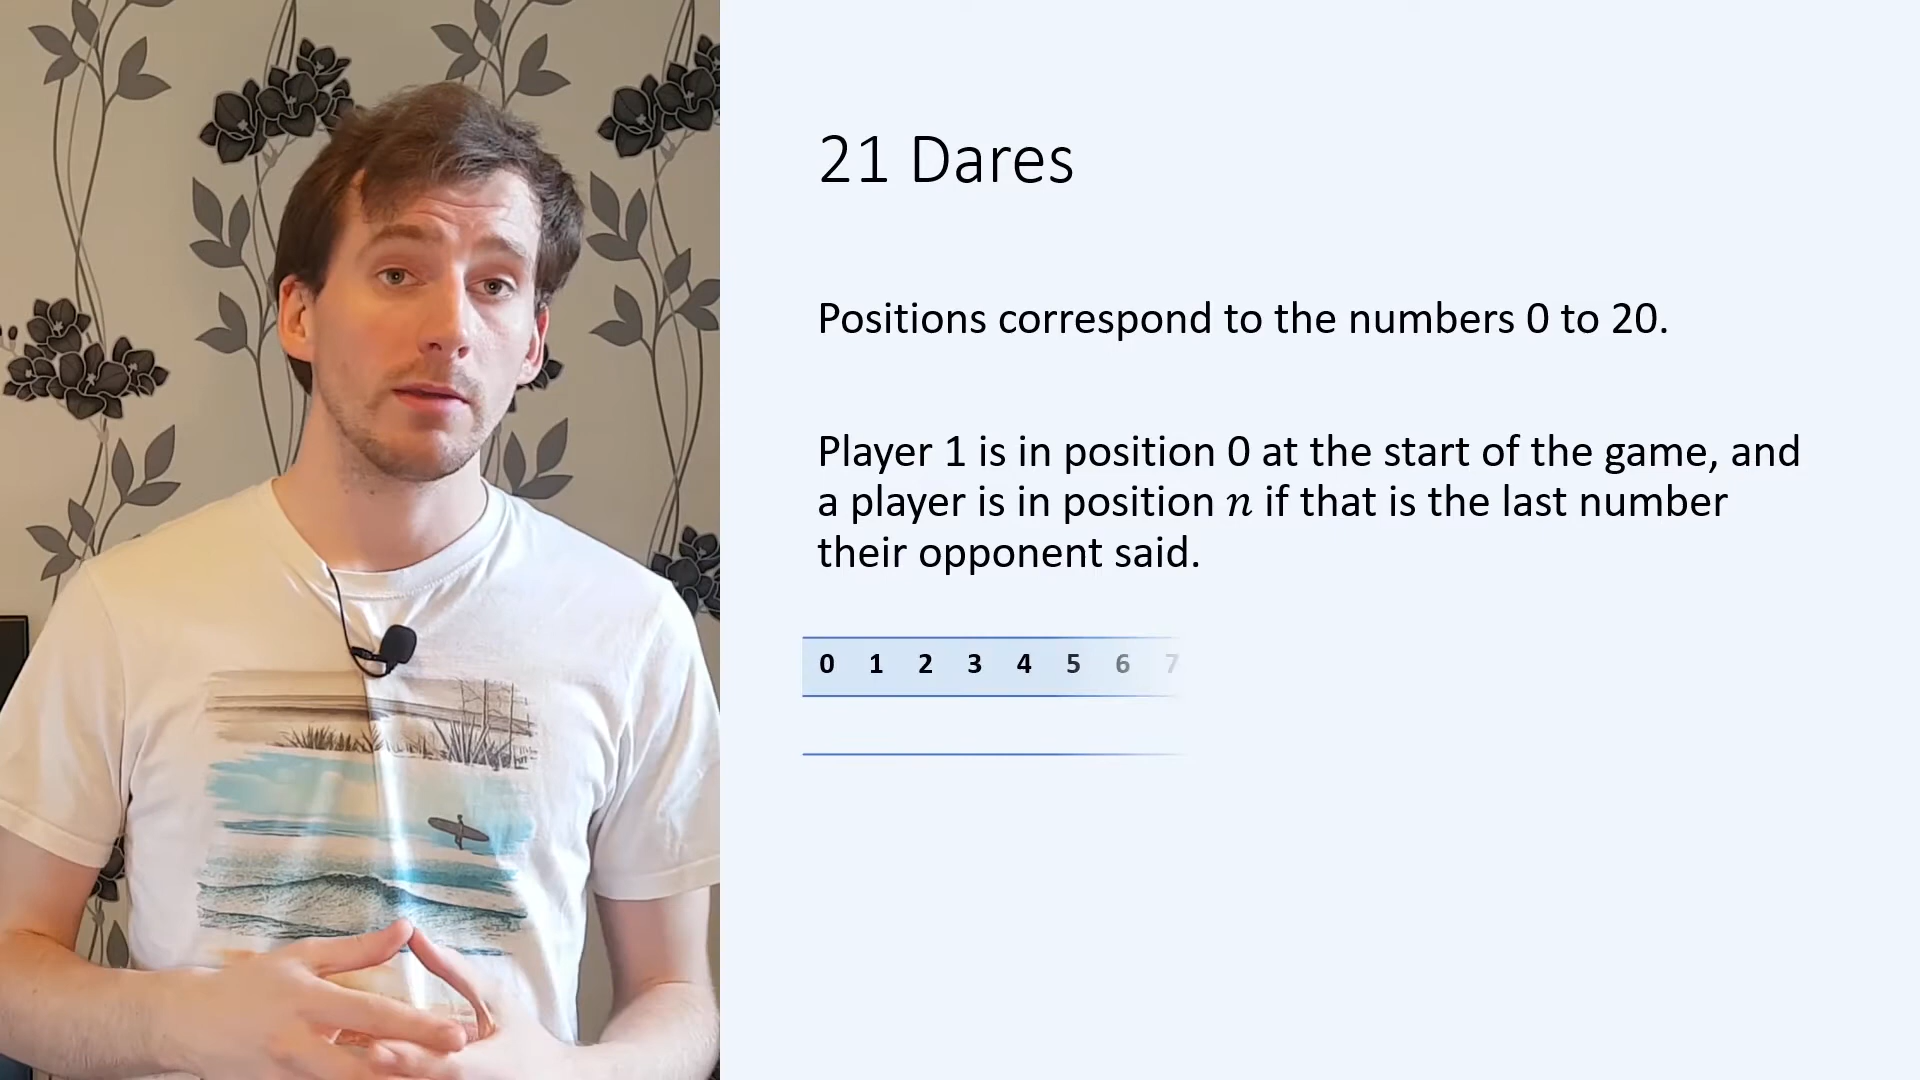 21 Dares
Positions correspond to the numbers 0 to 20.
Player 1 is in position 0 at the start of the game, and
a player is in position n if that is the last number
their opponent said.
0 1 2 3 4 5 6 7